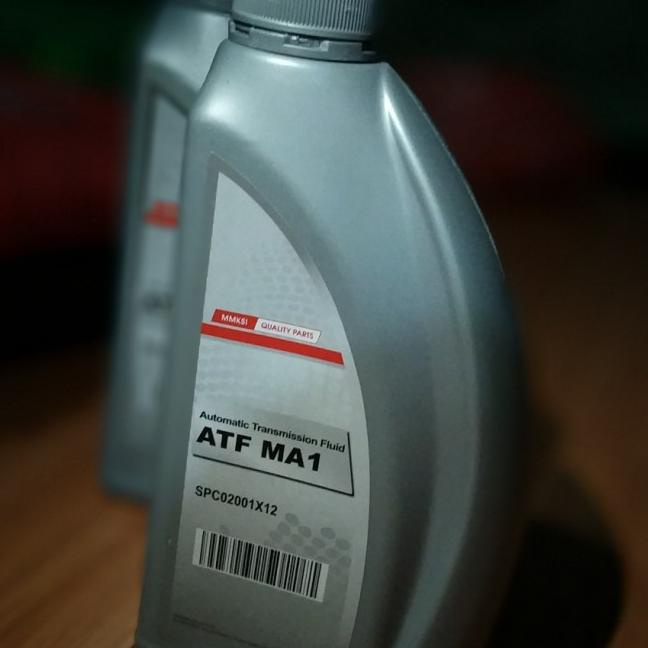 MMKSI QUALITY PARTS
Automatic Transmission Fluid
ATF MA1
SPC02001X12